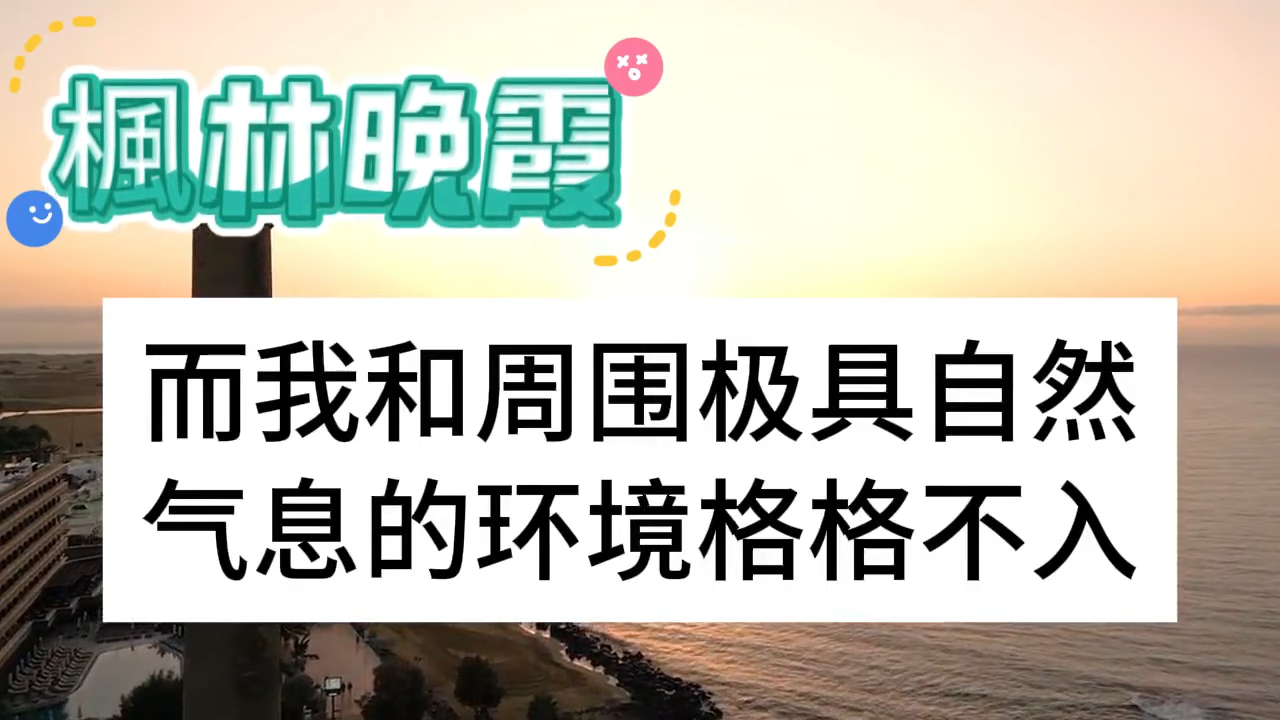 楓林晚霞
而我和周围极具自然
气息的环境格格不入